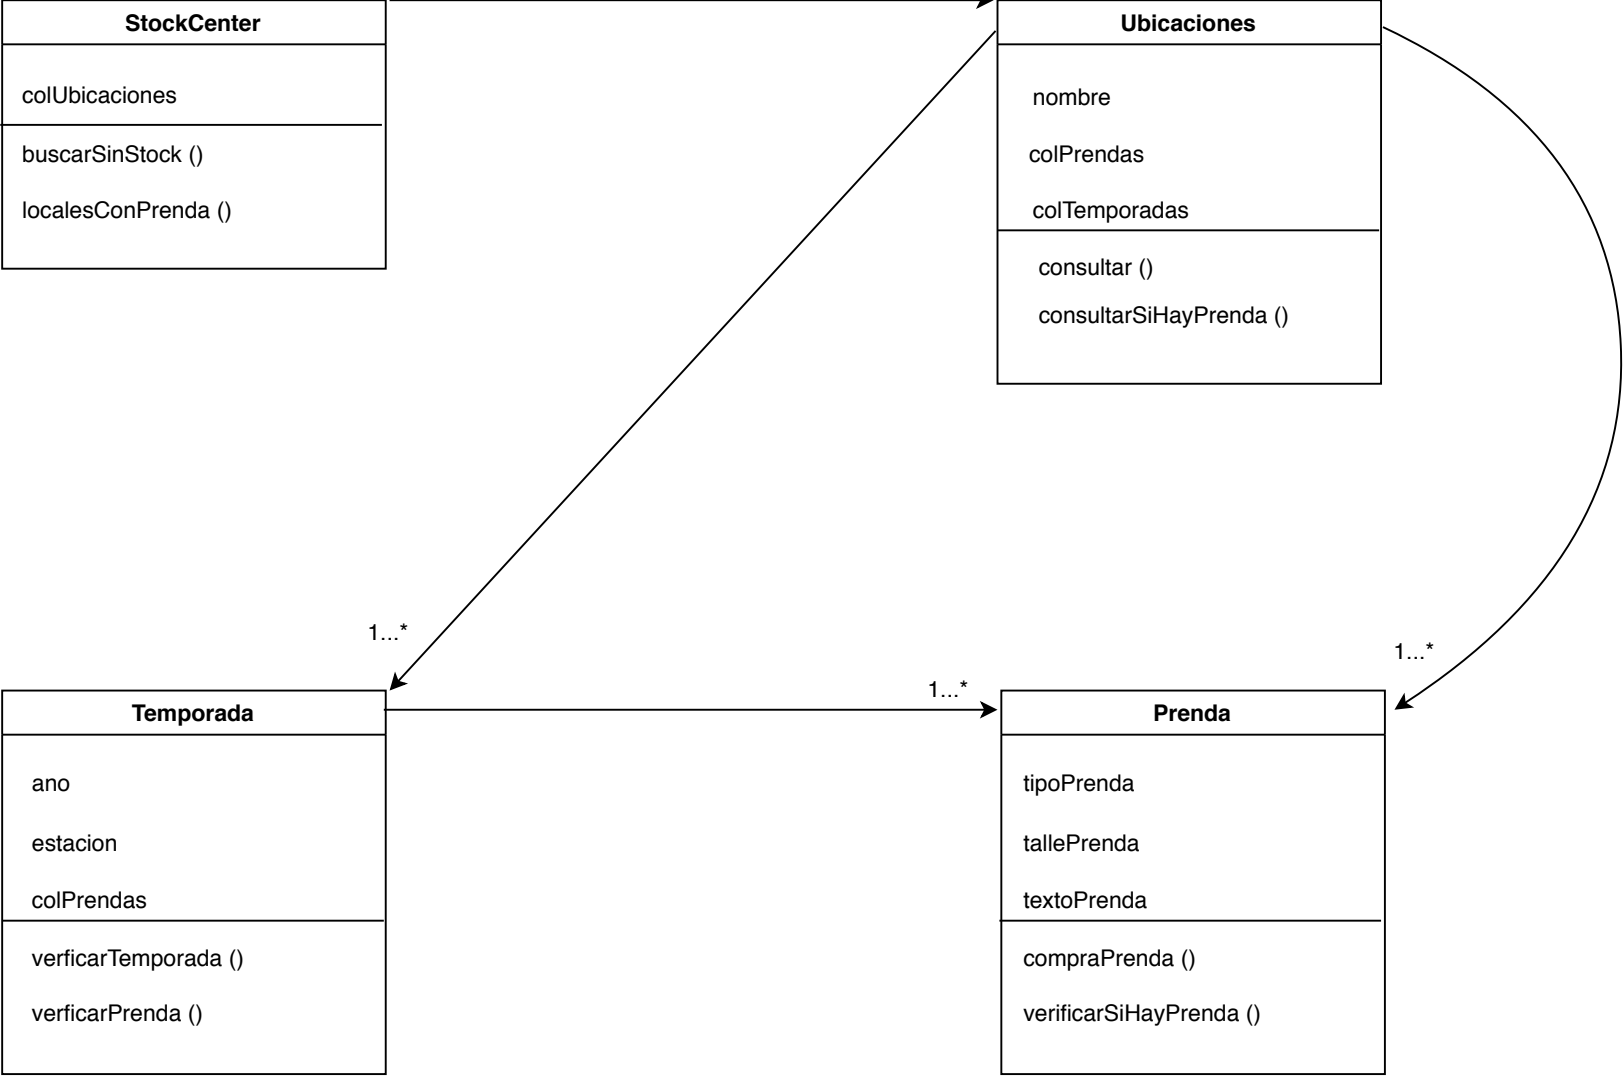 StockCenter
colUbicaciones
buscarSinStock ()
localesConPrenda ()
Ubicaciones
nombre
colPrendas
colTemporadas
consultar ()
consultarSiHayPrenda ()
1...*
1...*
1...*
Temporada
ano
estacion
colPrendas
verficarTemporada ()
verficarPrenda ()
Prenda
tipoPrenda
tallePrenda
textoPrenda
compraPrenda ()
verificarSiHayPrenda ()